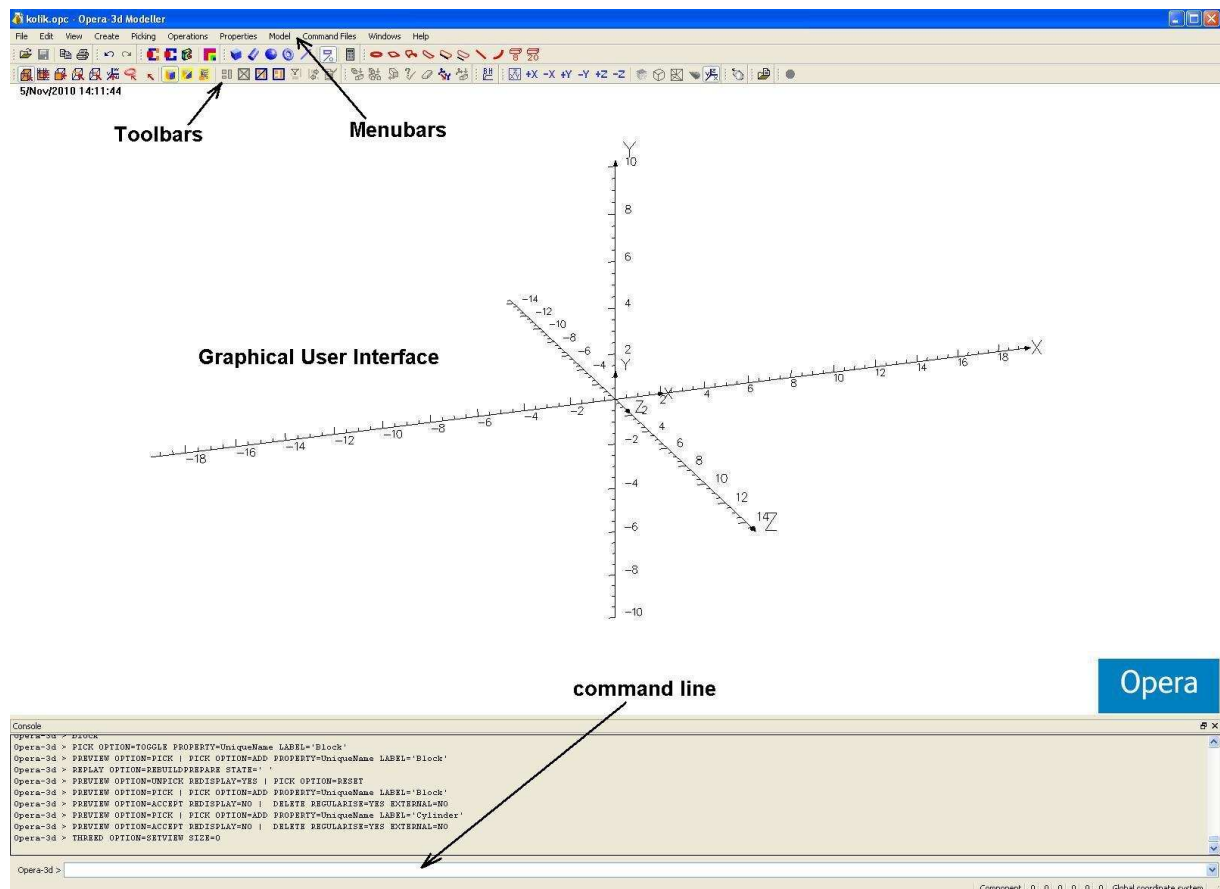 kolik.opc - Opera-3d Modeller
File Edit View Create Picking Operations Properties Model Command Files Windows Help
8 20
+X -X +Y -Y +Z -Z
5/Nov/2010 14:11:44
Toolbars
Menubars
Y
10
8
6
4
2
Y
-14
-12
-10
-8
-6
-4
Graphical User Interface
-18 -16 -14 -12 -10 -8 -6 -4 -2 2 X 4 6 8 10 12 14 16 18 X
Z 2
4
6
8
10
12
14 Z
-2
-4
-6
-8
-10
Opera
command line
Console
Opera-3d > Block
Opera-3d > PICK OPTION=TOGGLE PROPERTY=UniqueName LABEL='Block'
Opera-3d > PREVIEW OPTION=PICK | PICK OPTION=ADD PROPERTY=UniqueName LABEL='Block'
Opera-3d > REPLAY OPTION=REBUILDPREPARE STATE=' '
Opera-3d > PREVIEW OPTION=UNPICK REDISPLAY=YES | PICK OPTION=RESET
Opera-3d > PREVIEW OPTION=PICK | PICK OPTION=ADD PROPERTY=UniqueName LABEL='Block'
Opera-3d > PREVIEW OPTION=ACCEPT REDISPLAY=NO | DELETE REGULARISE=YES EXTERNAL=NO
Opera-3d > PREVIEW OPTION=PICK | PICK OPTION=ADD PROPERTY=UniqueName LABEL='Cylinder'
Opera-3d > PREVIEW OPTION=ACCEPT REDISPLAY=NO | DELETE REGULARISE=YES EXTERNAL=NO
Opera-3d > THREED OPTION=SETVIEW SIZE=0
Opera-3d >
Component 0 0 0 0 0 0 Global coordinate system